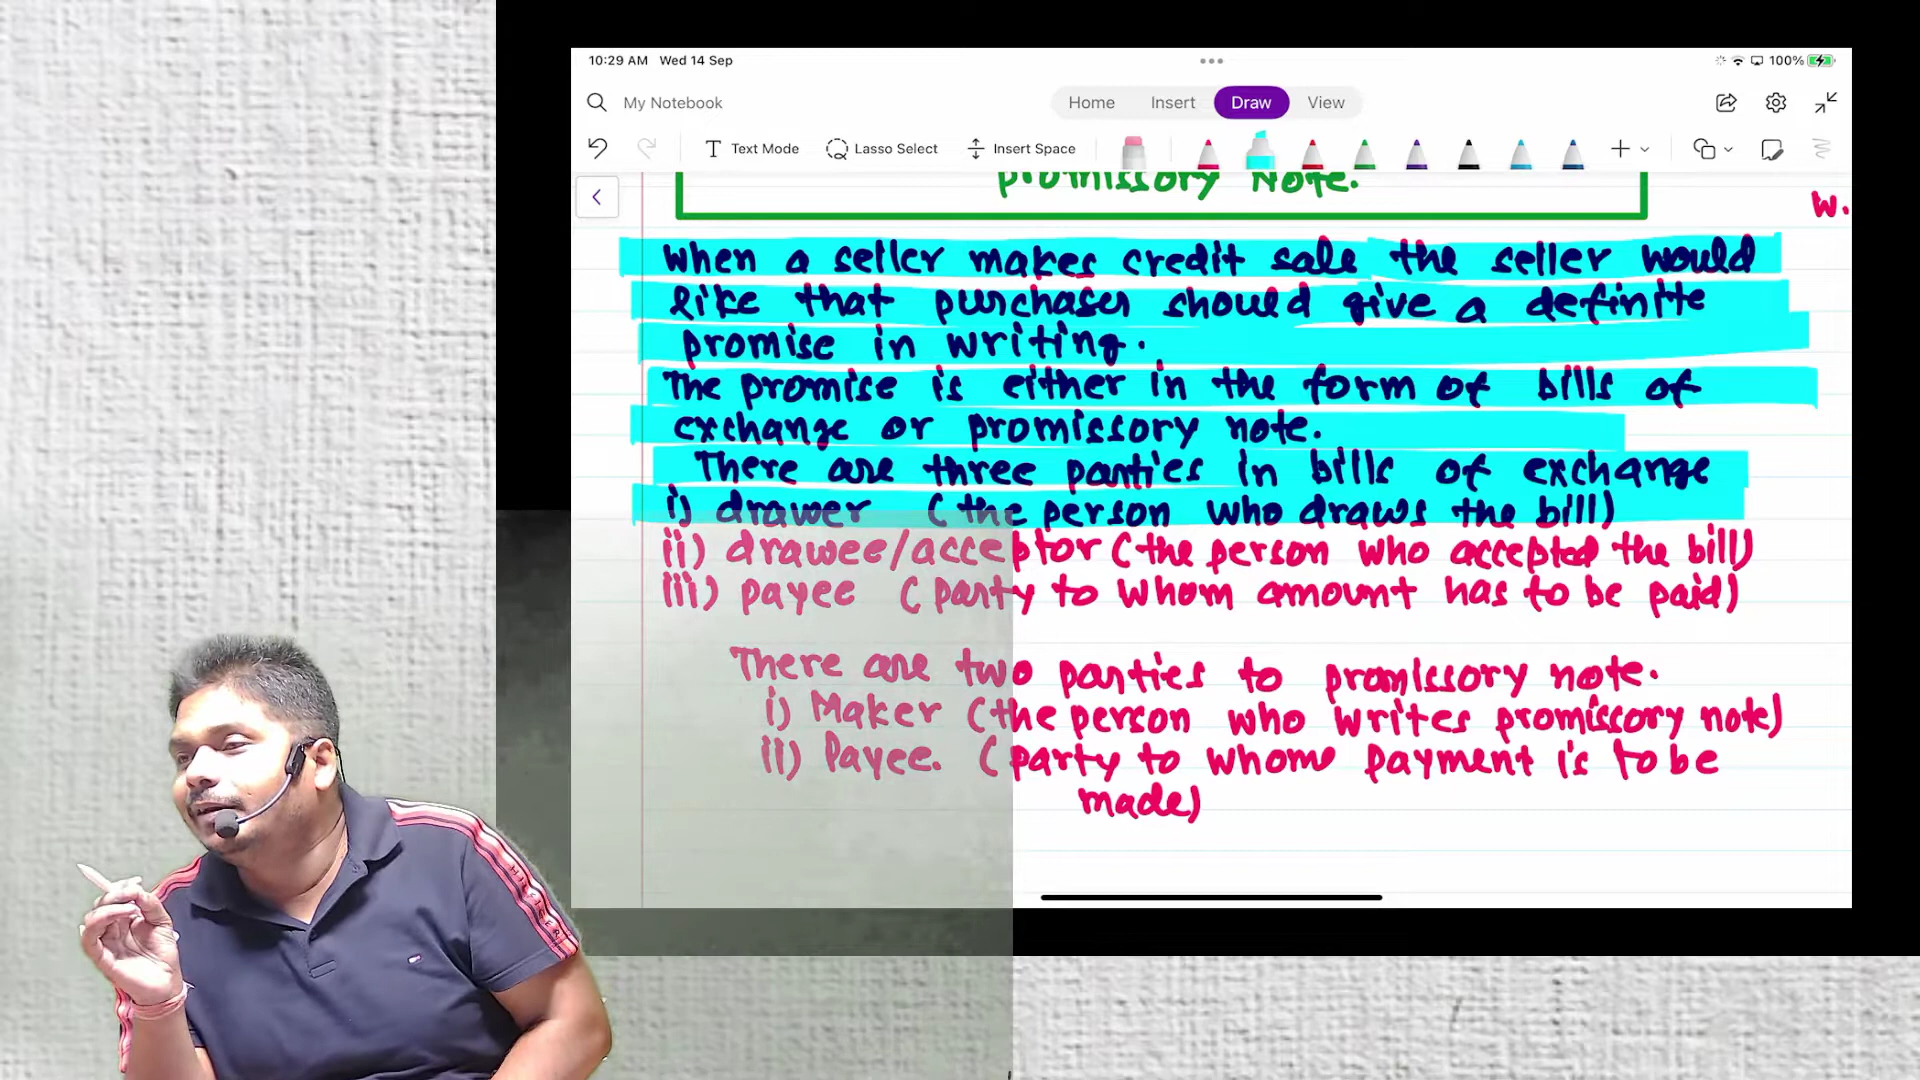 10:29 AM Wed 14 Sep
100%
My Notebook
Home Insert Draw View
Text Mode Lasso Select Insert Space
promissory Note.
W.
When a seller makes credit sale the seller would
like that purchaser should give a definite
promise in writing.
The promise is either in the form of bills of
exchange or promissory note.
There are three parties in bills of exchange
i) drawer (the person who draws the bill)
ii) drawee/acceptor (the person who accepted the bill)
iii) payee (party to whom amount has to be paid)
There are two parties to promissory note.
i) Maker (the person who writes promissory note)
ii) Payee. (party to whom payment is to be
made)